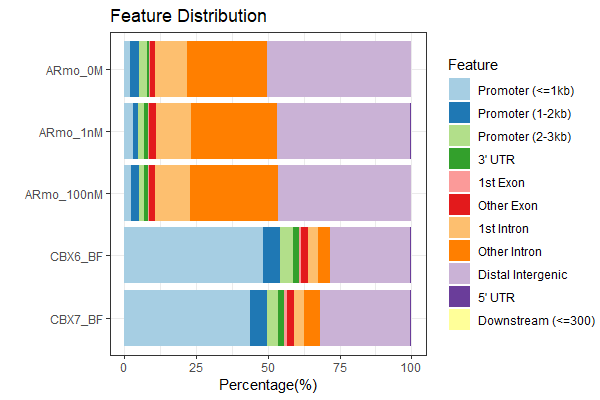 Feature Distribution
ARmo_0M
ARmo_1nM
ARmo_100nM
CBX6_BF
CBX7_BF
0 25 50 75 100
Percentage(%)
Feature
Promoter (<=1kb)
Promoter (1-2kb)
Promoter (2-3kb)
3' UTR
1st Exon
Other Exon
1st Intron
Other Intron
Distal Intergenic
5' UTR
Downstream (<=300)